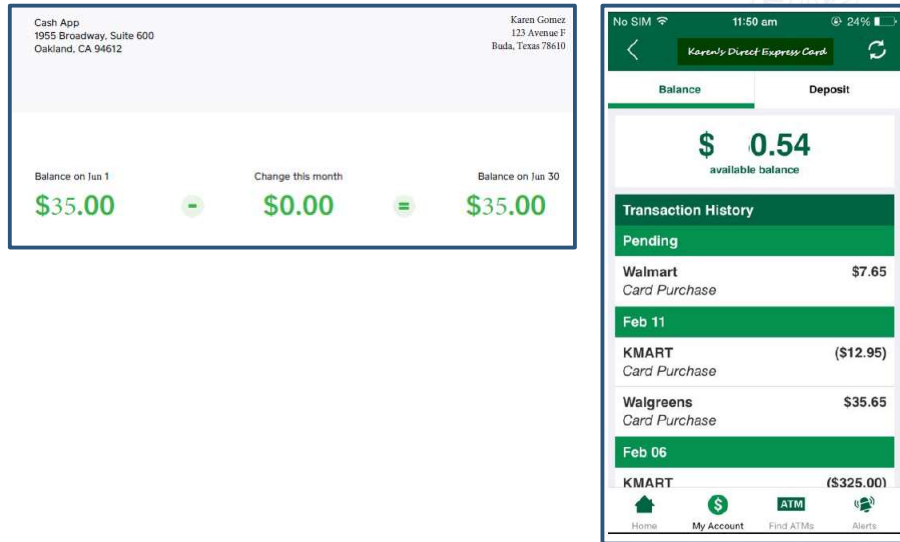 Cash App
1955 Broadway, Suite 600
Oakland, CA 94612
Karen Gomez
123 Avenue F
Buda, Texas 78610
Balance on Jun 1
Change this month
Balance on Jun 30
$35.00 - $0.00 = $35.00
No SIM 11:50 am 24%
Karen's Direct Express Card
Balance Deposit
$ 0.54
available balance
Transaction History
Pending
Walmart $7.65
Card Purchase
Feb 11
KMART ($12.95)
Card Purchase
Walgreens $35.65
Card Purchase
Feb 06
KMART ($325.00)
ATM
Home My Account Find ATMs Alerts